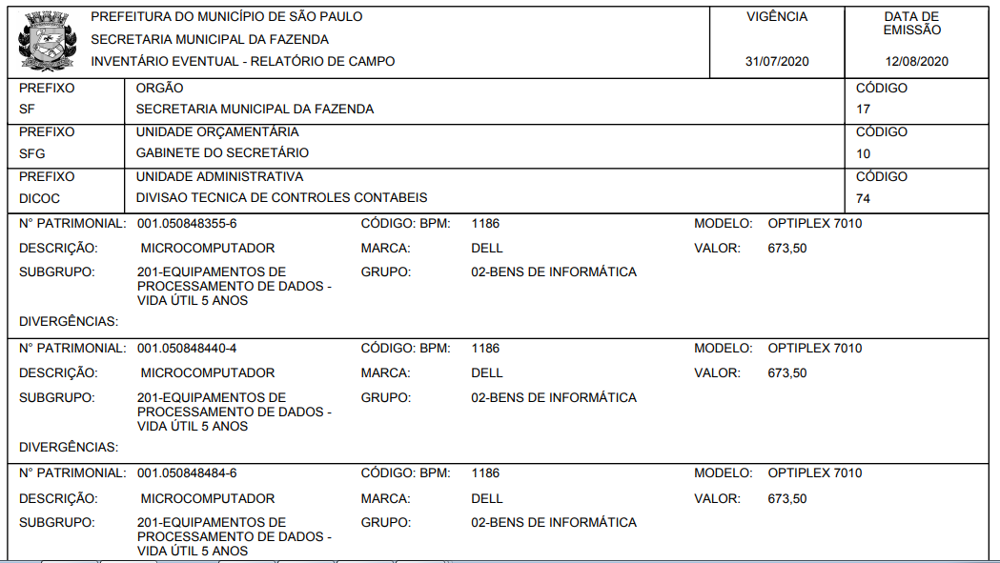 PREFEITURA DO MUNICÍPIO DE SÃO PAULO
SECRETARIA MUNICIPAL DA FAZENDA
INVENTÁRIO EVENTUAL - RELATÓRIO DE CAMPO
VIGÊNCIA
31/07/2020
DATA DE
EMISSÃO
12/08/2020
PREFIXO ORGÃO CÓDIGO
SF SECRETARIA MUNICIPAL DA FAZENDA 17
PREFIXO UNIDADE ORÇAMENTÁRIA CÓDIGO
SFG GABINETE DO SECRETÁRIO 10
PREFIXO UNIDADE ADMINISTRATIVA CÓDIGO
DICOC DIVISAO TECNICA DE CONTROLES CONTABEIS 74
N° PATRIMONIAL: 001.050848355-6 CÓDIGO: BPM: 1186 MODELO: OPTIPLEX 7010
DESCRIÇÃO: MICROCOMPUTADOR MARCA: DELL VALOR: 673,50
SUBGRUPO: 201-EQUIPAMENTOS DE GRUPO: 02-BENS DE INFORMÁTICA
PROCESSAMENTO DE DADOS -
VIDA ÚTIL 5 ANOS
DIVERGÊNCIAS:
N° PATRIMONIAL: 001.050848440-4 CÓDIGO: BPM: 1186 MODELO: OPTIPLEX 7010
DESCRIÇÃO: MICROCOMPUTADOR MARCA: DELL VALOR: 673,50
SUBGRUPO: 201-EQUIPAMENTOS DE GRUPO: 02-BENS DE INFORMÁTICA
PROCESSAMENTO DE DADOS -
VIDA ÚTIL 5 ANOS
DIVERGÊNCIAS:
N° PATRIMONIAL: 001.050848484-6 CÓDIGO: BPM: 1186 MODELO: OPTIPLEX 7010
DESCRIÇÃO: MICROCOMPUTADOR MARCA: DELL VALOR: 673,50
SUBGRUPO: 201-EQUIPAMENTOS DE GRUPO: 02-BENS DE INFORMÁTICA
PROCESSAMENTO DE DADOS -
VIDA ÚTIL 5 ANOS